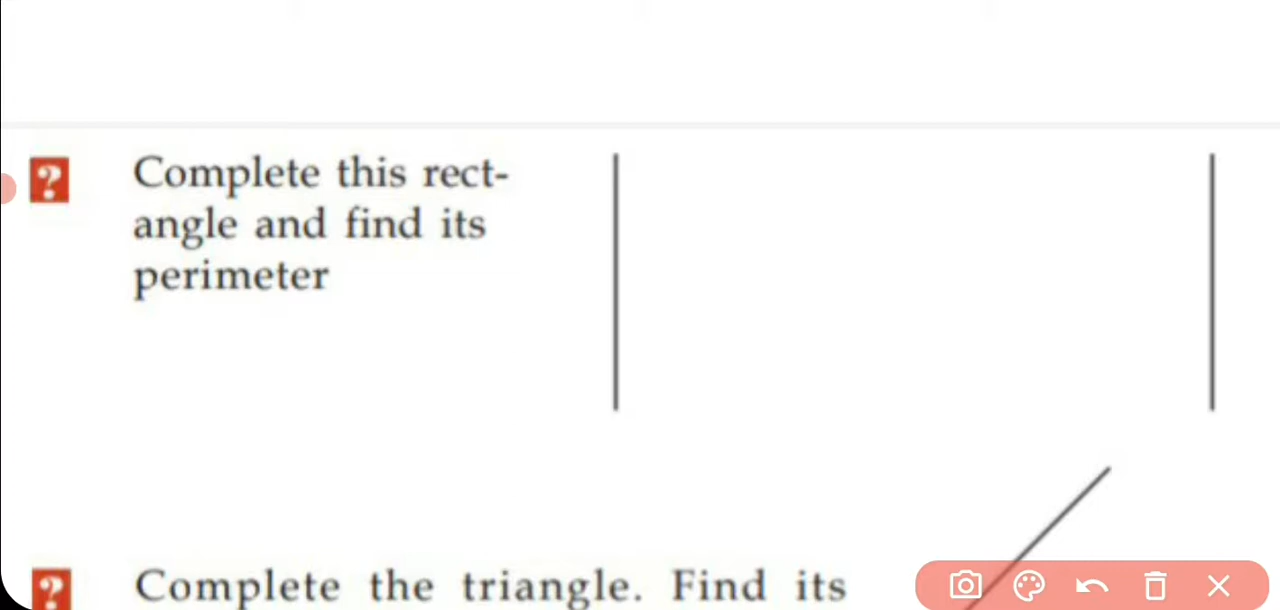 ?
Complete this rect-
angle and find its
perimeter
?
Complete the triangle. Find its